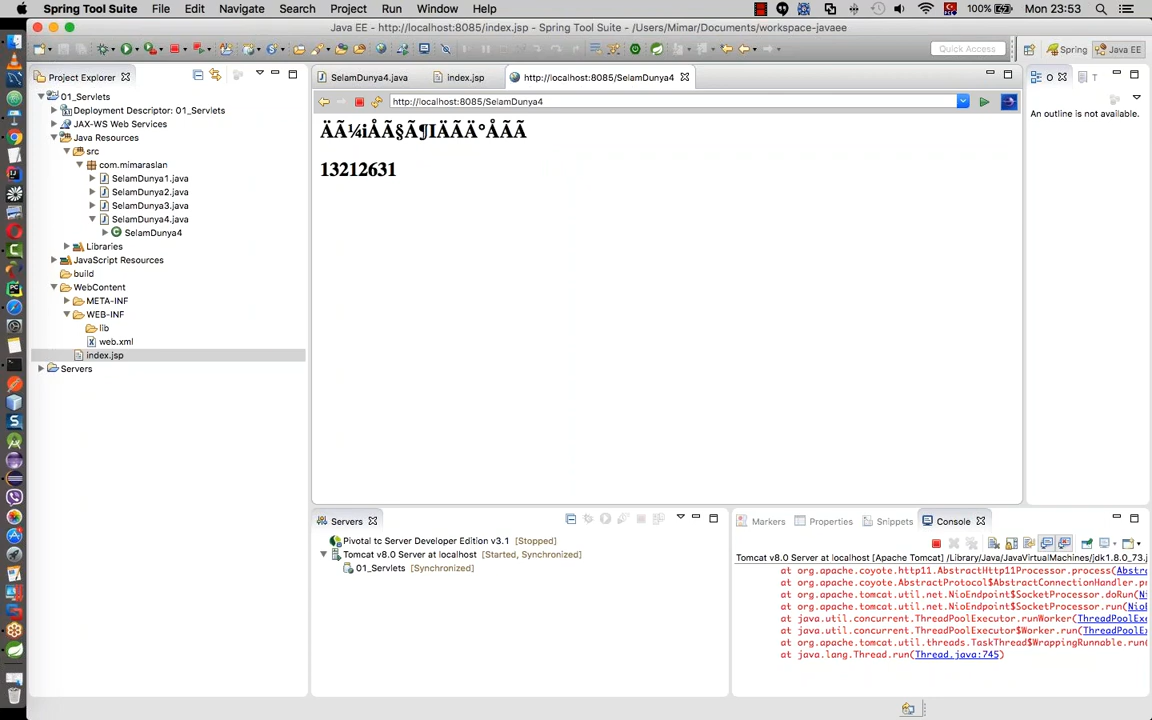 Spring Tool Suite File Edit Navigate Search Project Run Window Help 100% Mon 23:53
Java EE - http://localhost:8085/index.jsp - Spring Tool Suite - /Users/Mimar/Documents/workspace-javaee
Quick Access Spring Java EE
Project Explorer
01_Servlets
Deployment Descriptor: 01_Servlets
JAX-WS Web Services
Java Resources
src
com.mimaraslan
SelamDunya1.java
SelamDunya2.java
SelamDunya3.java
SelamDunya4.java
SelamDunya4
Libraries
JavaScript Resources
build
WebContent
META-INF
WEB-INF
lib
web.xml
index.jsp
Servers
SelamDunya4.java index.jsp http://localhost:8085/SelamDunya4
http://localhost:8085/SelamDunya4
ÄÃ¼iÅÃ§Ã¶IÄÃÄ°ÅÃÃ
13212631
O T
An outline is not available.
Servers
Pivotal tc Server Developer Edition v3.1 [Stopped]
Tomcat v8.0 Server at localhost [Started, Synchronized]
01_Servlets [Synchronized]
Markers Properties Snippets Console
Tomcat v8.0 Server at localhost [Apache Tomcat] /Library/Java/JavaVirtualMachines/jdk1.8.0_73.j
at org.apache.coyote.http11.AbstractHttp11Processor.process(Abstra
at org.apache.coyote.AbstractProtocol$AbstractConnectionHandler.pr
at org.apache.tomcat.util.net.NioEndpoint$SocketProcessor.doRun(Ni
at org.apache.tomcat.util.net.NioEndpoint$SocketProcessor.run(NioE
at java.util.concurrent.ThreadPoolExecutor.runWorker(ThreadPoolExe
at java.util.concurrent.ThreadPoolExecutor$Worker.run(ThreadPoolEx
at org.apache.tomcat.util.threads.TaskThread$WrappingRunnable.run(
at java.lang.Thread.run(Thread.java:745)